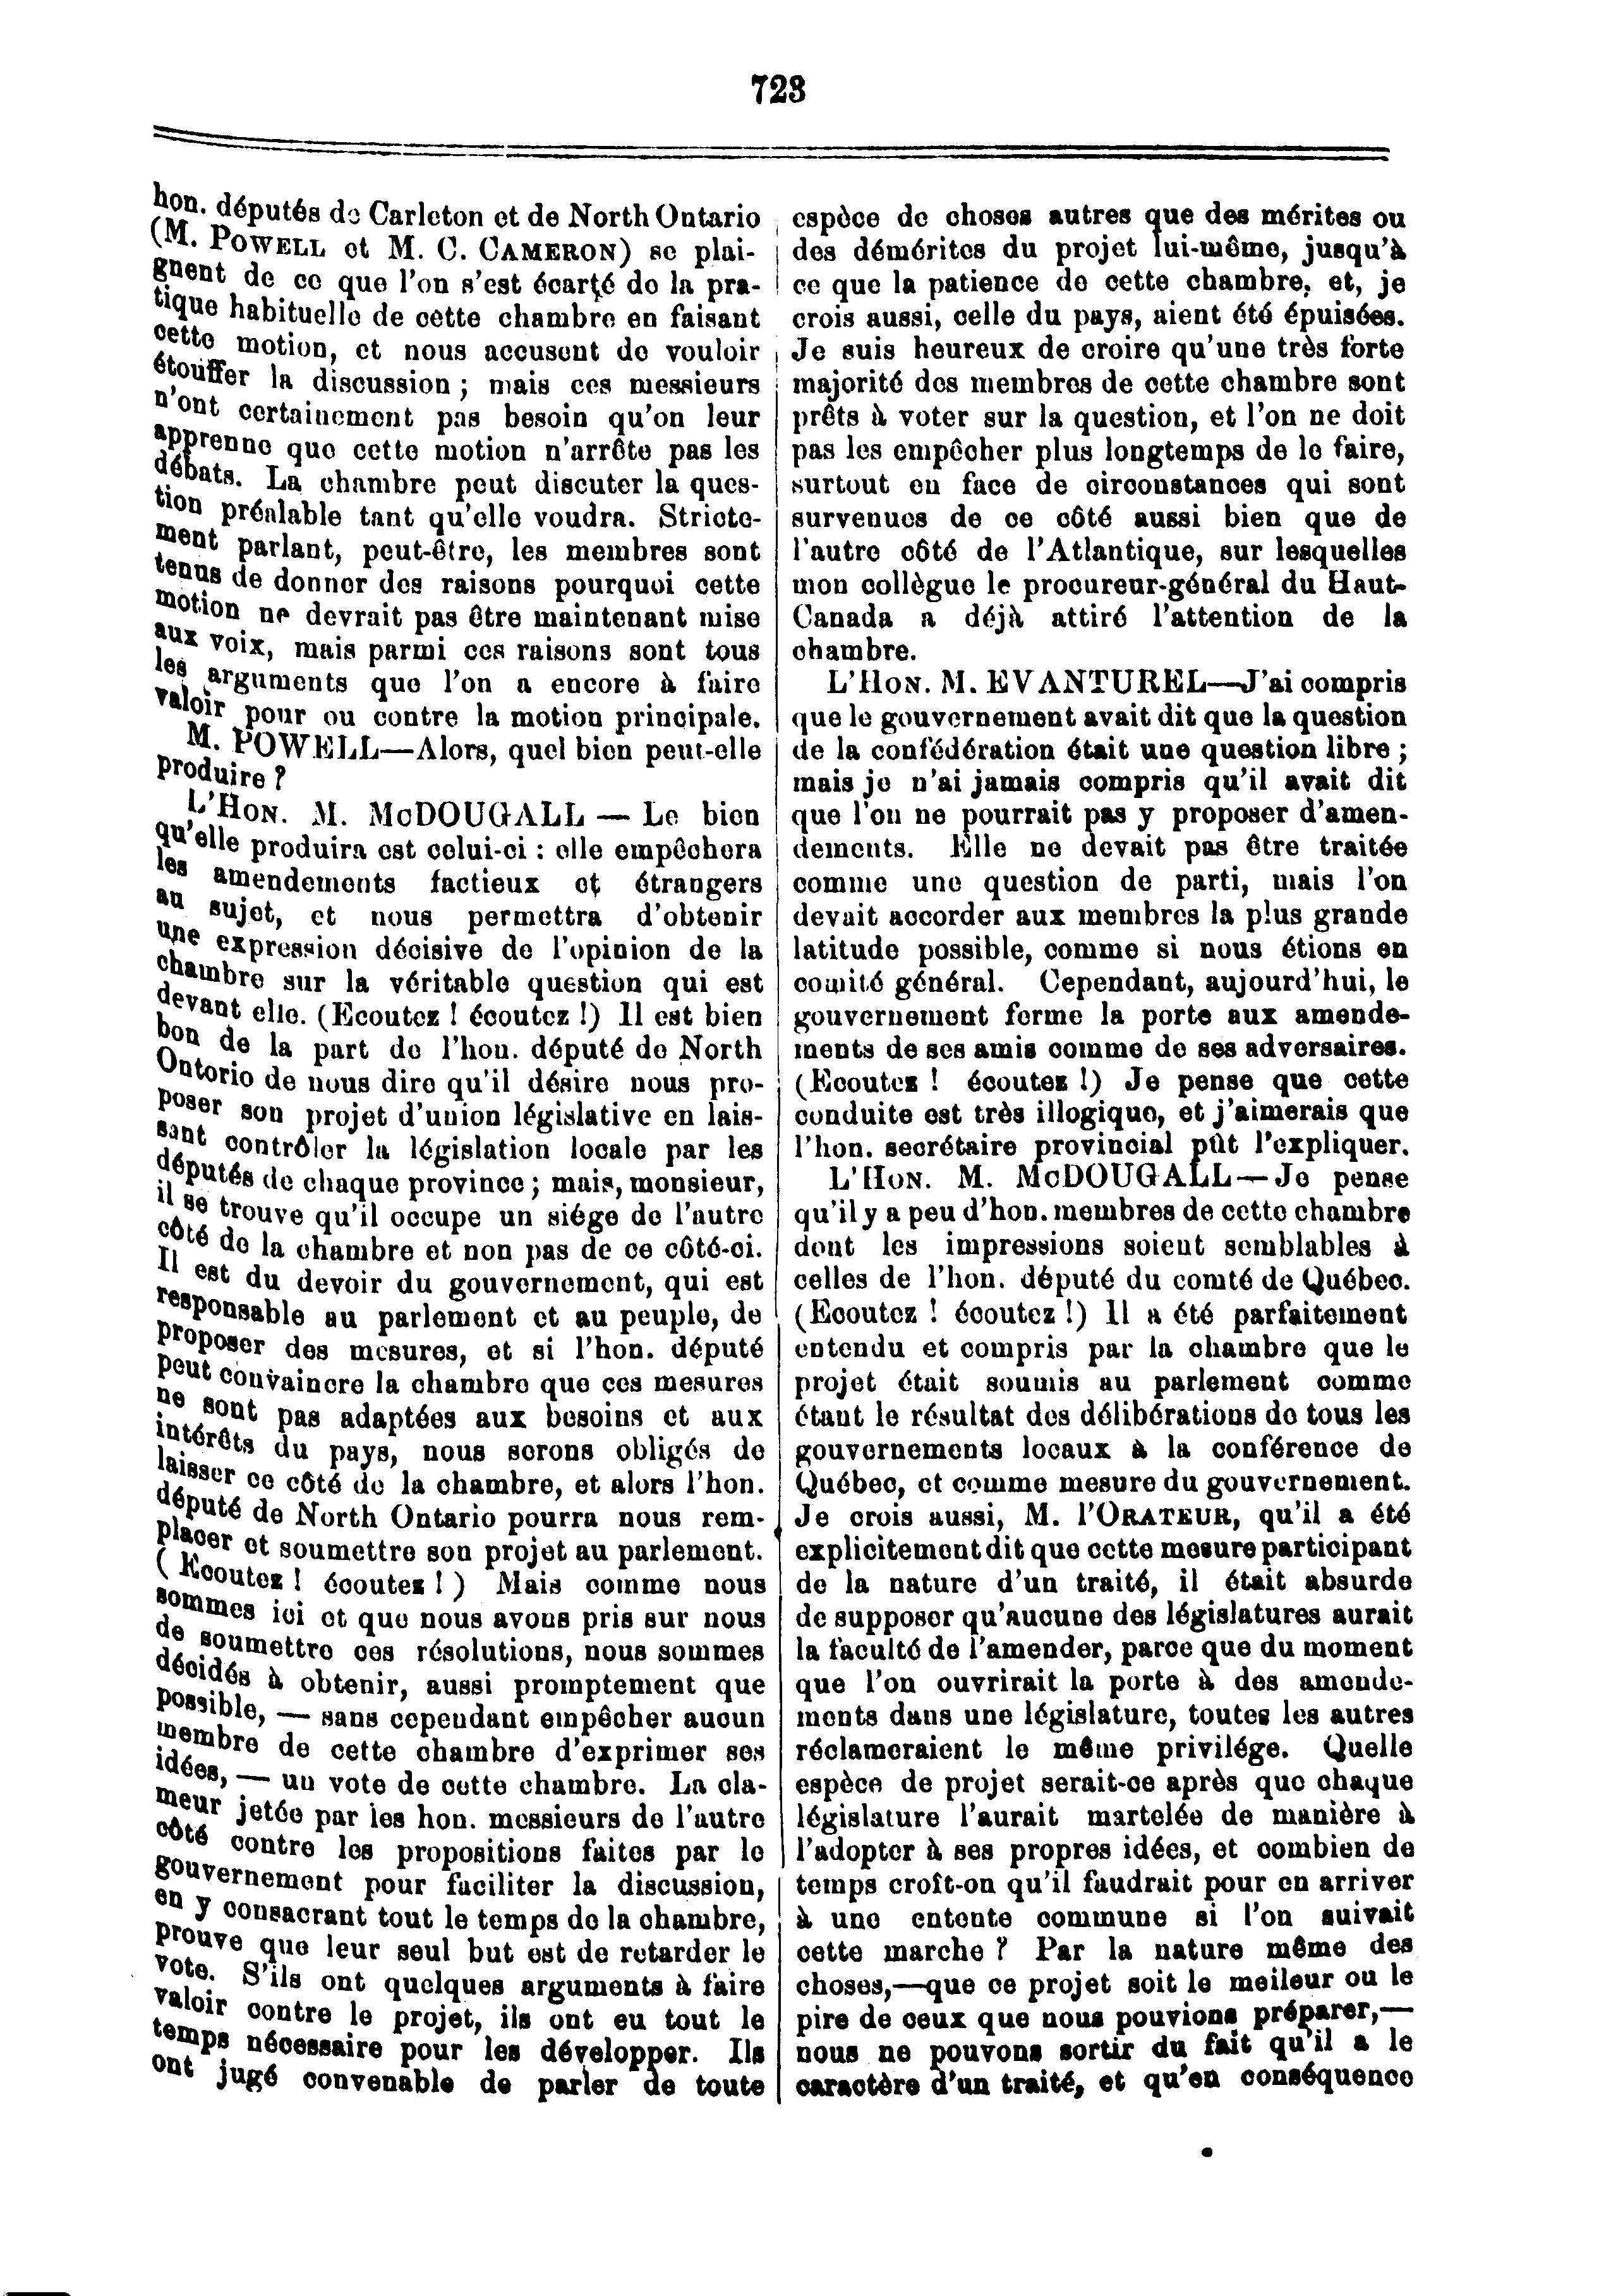 723
hon. députés de Carleton et de North Ontario
(M. POWELL et M. C. CAMERON) se plai-
gnent de ce que l'on s'est écarté de la pra-
tique habituelle de cette chambre en faisant
cette motion, et nous accusent de vouloir
étouffer la discussion ; mais ces messieurs
n'ont certainement pas besoin qu'on leur
apprenne que cette motion n'arrête pas les
débats. La chambre peut discuter la ques-
tion préalable tant qu'elle voudra. Stricte-
ment parlant, peut-être, les membres sont
tenus de donner des raisons pourquoi cette
motion ne devrait pas être maintenant mise
aux voix, mais parmi ces raisons sont tous
les arguments que l'on a encore à faire
valoir pour ou contre la motion principale.
M. POWELL—Alors, quel bien peut-elle
produire ?
L'HON. M. McDOUGALL — Le bien
qu'elle produira est celui-ci : elle empêchera
les amendements factieux et étrangers
au sujet, et nous permettra d'obtenir
une expression décisive de l'opinion de la
chambre sur la véritable question qui est
devant elle. (Ecoutez ! écoutez !) Il est bien
bon de la part de l'hon. député de North
Ontorio de nous dire qu'il désire nous pro-
poser son projet d'union législative en lais-
sant contrôler la législation locale par les
députés de chaque province ; mais, monsieur,
il se trouve qu'il occupe un siége de l'autre
côté de la chambre et non pas de ce côté-ci.
Il est du devoir du gouvernement, qui est
responsable au parlement et au peuple, de
proposer des mesures, et si l'hon. député
peut convaincre la chambre que ces mesures
ne sont pas adaptées aux besoins et aux
intérêts du pays, nous serons obligés de
laisser ce côté de la chambre, et alors l'hon.
député de North Ontario pourra nous rem-
placer et soumettre son projet au parlement.
( Ecoutez ! écoutez ! ) Mais comme nous
sommes ici et que nous avons pris sur nous
de soumettre ces résolutions, nous sommes
décidés à obtenir, aussi promptement que
possible, — sans cependant empêcher aucun
membre de cette chambre d'exprimer ses
idées, — un vote de cette chambre. La cla-
meur jetée par les hon. messieurs de l'autre
côté contre les propositions faites par le
gouvernement pour faciliter la discussion,
en y consacrant tout le temps de la chambre,
prouve que leur seul but est de retarder le
vote. S'ils ont quelques arguments à faire
valoir contre le projet, ils ont eu tout le
temps nécessaire pour les développer. Ils
ont jugé convenable de parler de toute
espèce de choses autres que des mérites ou
des démérites du projet lui-même, jusqu'à
ce que la patience de cette chambre, et, je
crois aussi, celle du pays, aient été épuisées.
Je suis heureux de croire qu'une très forte
majorité des membres de cette chambre sont
prêts à voter sur la question, et l'on ne doit
pas les empêcher plus longtemps de le faire,
surtout en face de circonstances qui sont
survenues de ce côté aussi bien que de
l'autre côté de l'Atlantique, sur lesquelles
mon collègue le procureur-général du Haut-
Canada a déjà attiré l'attention de la
chambre.
L'HON. M. EVANTUREL—J'ai compris
que le gouvernement avait dit que la question
de la confédération était une question libre ;
mais je n'ai jamais compris qu'il avait dit
que l'on ne pourrait pas y proposer d'amen-
dements. Elle ne devait pas être traitée
comme une question de parti, mais l'on
devait accorder aux membres la plus grande
latitude possible, comme si nous étions en
comité général. Cependant, aujourd'hui, le
gouvernement ferme la porte aux amende-
ments de ses amis comme de ses adversaires.
(Ecoutez ! écoutez !) Je pense que cette
conduite est très illogique, et j'aimerais que
l'hon. secrétaire provincial pût l'expliquer.
L'HON. M. McDOUGALL—Je pense
qu'il y a peu d'hon. membres de cette chambre
dont les impressions soient semblables à
celles de l'hon. député du comté de Québec.
(Ecoutez ! écoutez !) Il a été parfaitement
entendu et compris par la chambre que le
projet était soumis au parlement comme
étant le résultat des délibérations de tous les
gouvernements locaux à la conférence de
Québec, et comme mesure du gouvernement.
Je crois aussi, M. l'ORATEUR, qu'il a été
explicitement dit que cette mesure participant
de la nature d'un traité, il était absurde
de supposer qu'aucune des législatures aurait
la faculté de l'amender, parce que du moment
que l'on ouvrirait la porte à des amende-
ments dans une législature, toutes les autres
réclameraient le même privilége. Quelle
espèce de projet serait-ce après que chaque
législature l'aurait martelée de manière à
l'adopter à ses propres idées, et combien de
temps croît-on qu'il faudrait pour en arriver
à une entente commune si l'on suivait
cette marche ? Par la nature même des
choses,—que ce projet soit le meileur ou le
pire de ceux que nous pouvions préparer,—
nous ne pouvons sortir du fait qu'il a le
caractère d'un traité, et qu'en conséquence